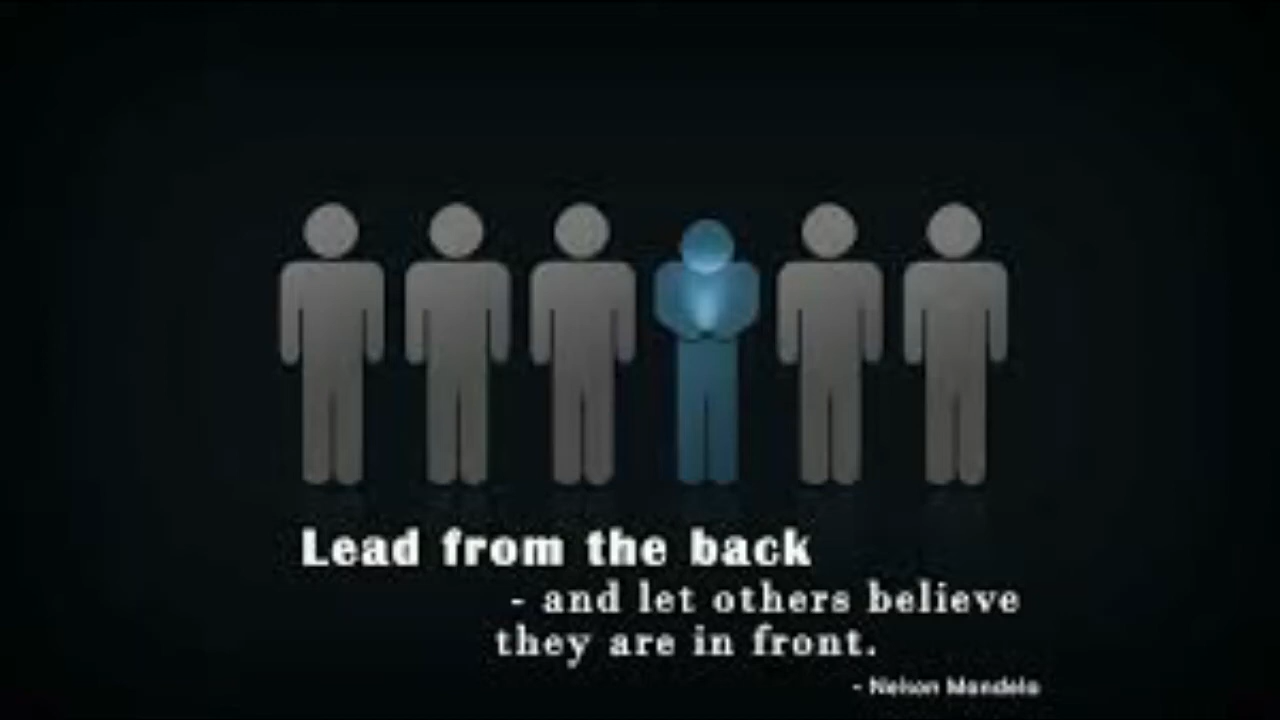 Lead from the back
- and let others believe
they are in front.
- Nelson Mandela